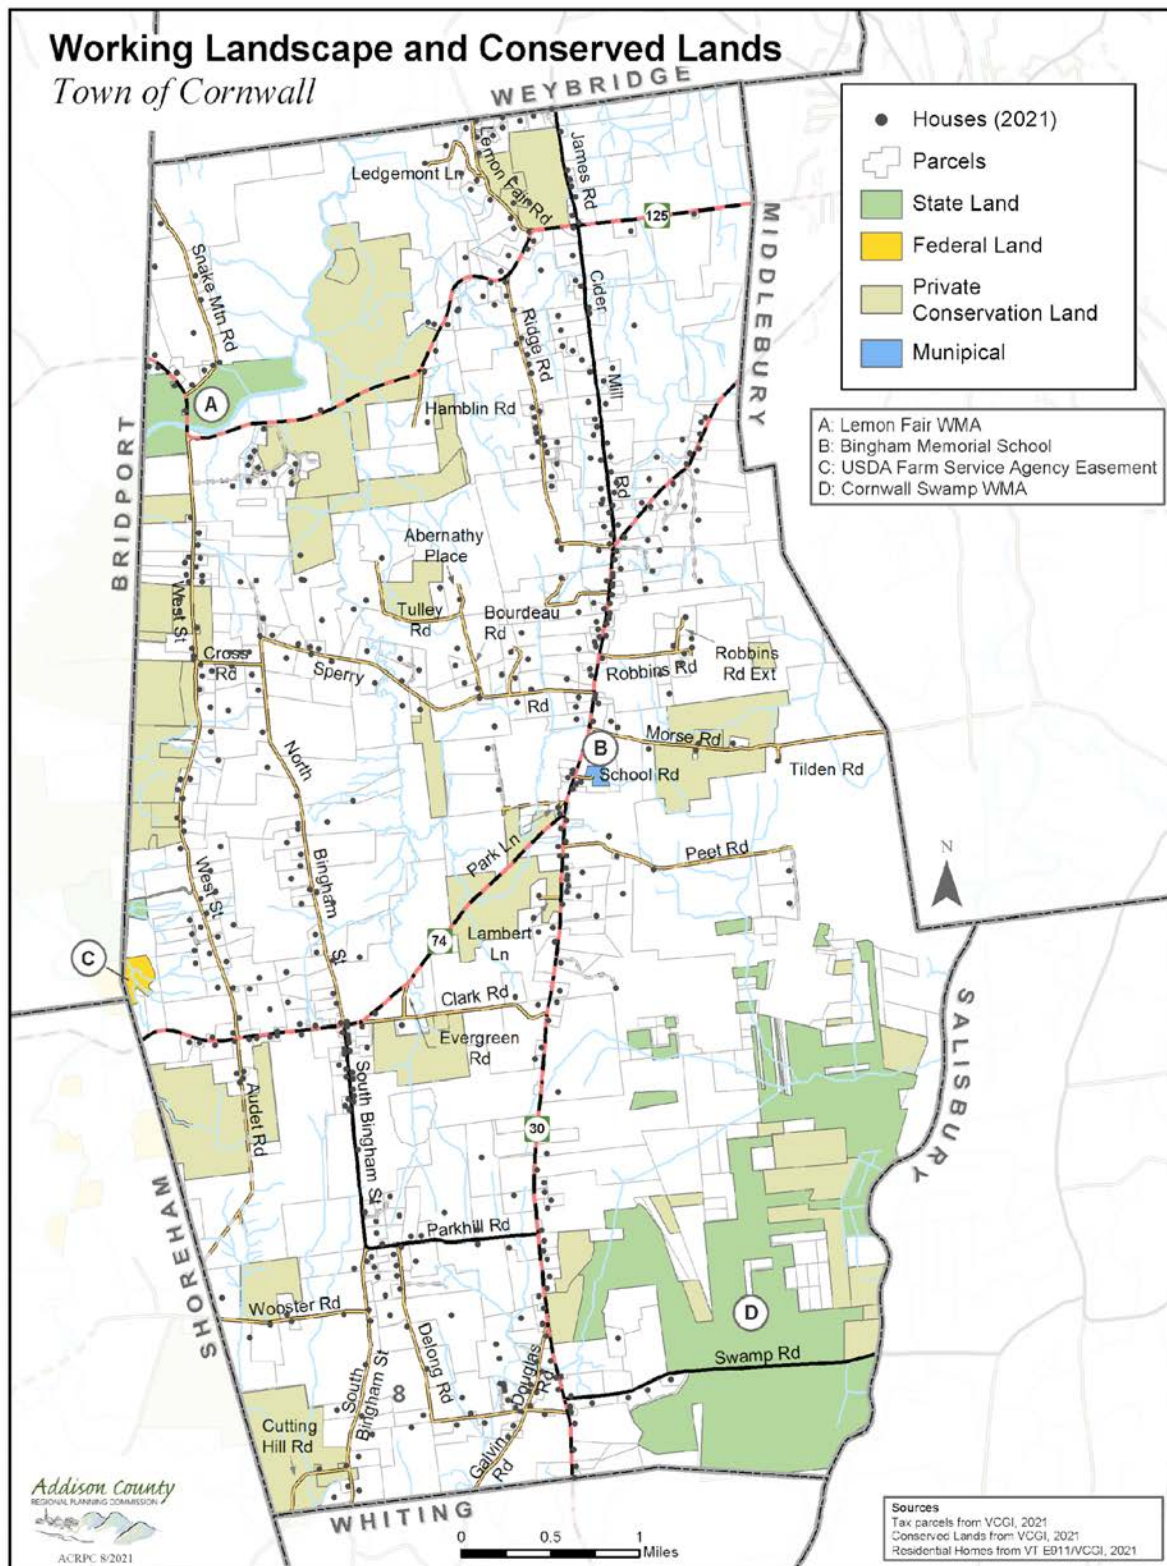 Working Landscape and Conserved Lands
Town of Cornwall
WEYBRIDGE
Houses (2021)
Parcels
State Land
Federal Land
Private
Conservation Land
Munipical
A: Lemon Fair WMA
B: Bingham Memorial School
C: USDA Farm Service Agency Easement
D: Cornwall Swamp WMA
Ledgemont Ln
Lemon Fair Rd
James Rd
125
MIDDLEBURY
Snake Mtn Rd
Cider
Mill
Rd
Ridge Rd
A
Hamblin Rd
BRIDPORT
Abernathy
Place
West St
Tulley
Rd
Bourdeau
Rd
Cross
Rd
Sperry
Rd
Robbins Rd
Robbins
Rd Ext
North
Bingham
St
B
Morse Rd
School Rd
Tilden Rd
Park Ln
Peet Rd
N
West St
74
Lambert
Ln
C
Clark Rd
Evergreen
Rd
SALISBURY
Audet Rd
South Bingham St
30
SHOREHAM
Parkhill Rd
Wooster Rd
D
Swamp Rd
Delong Rd
Douglas
Rd
South
Bingham St
8
Cutting
Hill Rd
Galvin
Rd
WHITING
Addison County
REGIONAL PLANNING COMMISSION
ACRPC 8/2021
0 0.5 1
Miles
Sources
Tax parcels from VCGI, 2021
Conserved Lands from VCGI, 2021
Residential Homes from VT E911/VCGI, 2021